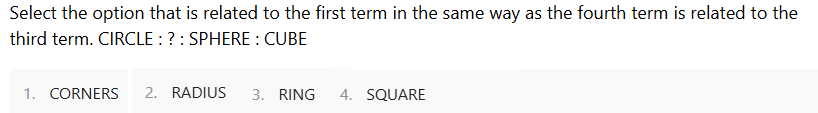 Select the option that is related to the first term in the same way as the fourth term is related to the
third term. CIRCLE : ? : SPHERE : CUBE
1. CORNERS 2. RADIUS 3. RING 4. SQUARE